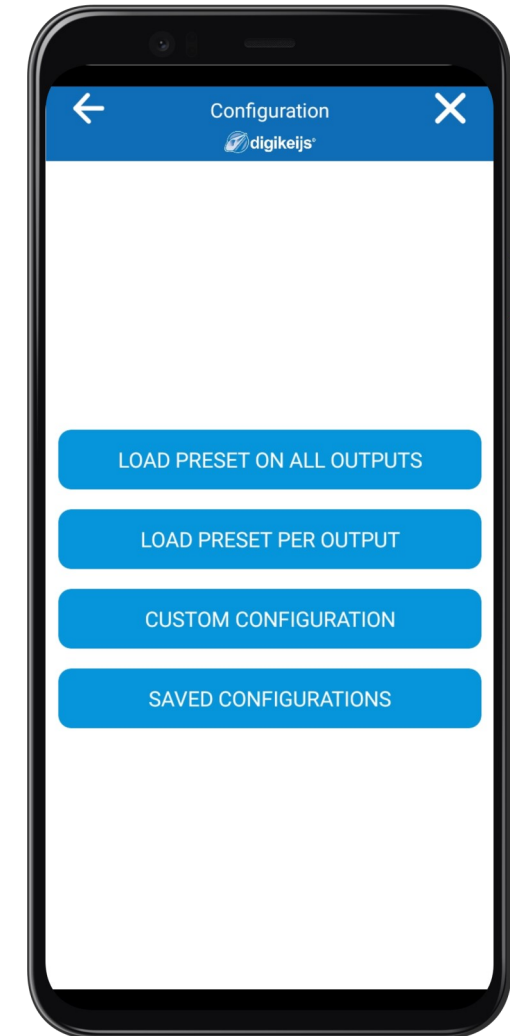 Configuration
digikeijs®
LOAD PRESET ON ALL OUTPUTS
LOAD PRESET PER OUTPUT
CUSTOM CONFIGURATION
SAVED CONFIGURATIONS